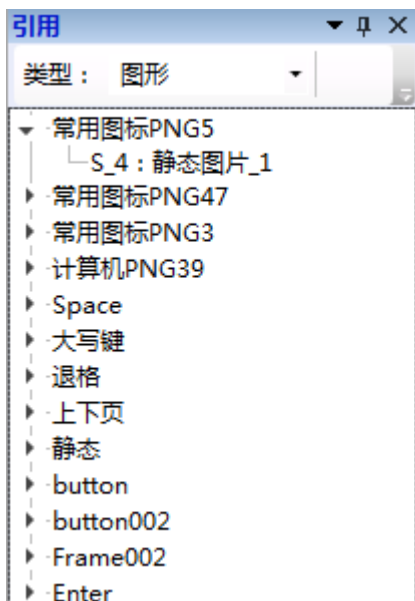 引用
类型： 图形
常用图标PNG5
S_4：静态图片_1
常用图标PNG47
常用图标PNG3
计算机PNG39
Space
大写键
退格
上下页
静态
button
button002
Frame002
Enter